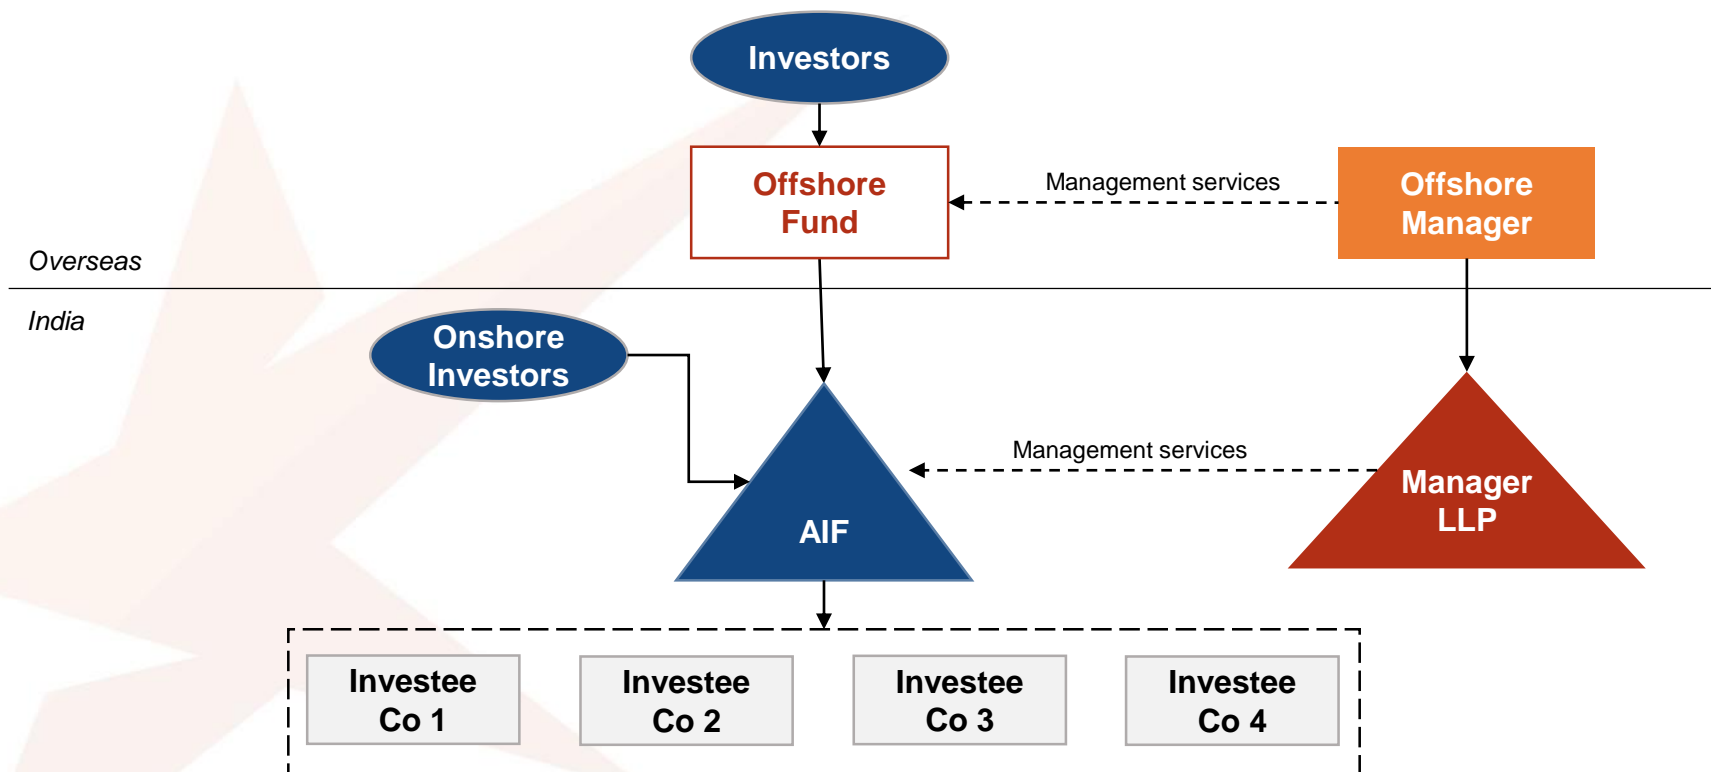 Investors
Offshore
Fund
Management services
Offshore
Manager
Overseas
India
Onshore
Investors
Management services
AIF
Manager
LLP
Investee
Co 1
Investee
Co 2
Investee
Co 3
Investee
Co 4